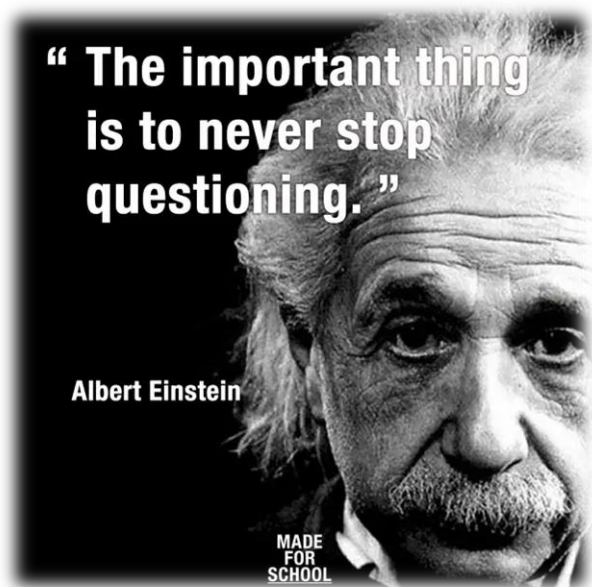 “ The important thing
is to never stop
questioning. ”
Albert Einstein
MADE
FOR
SCHOOL